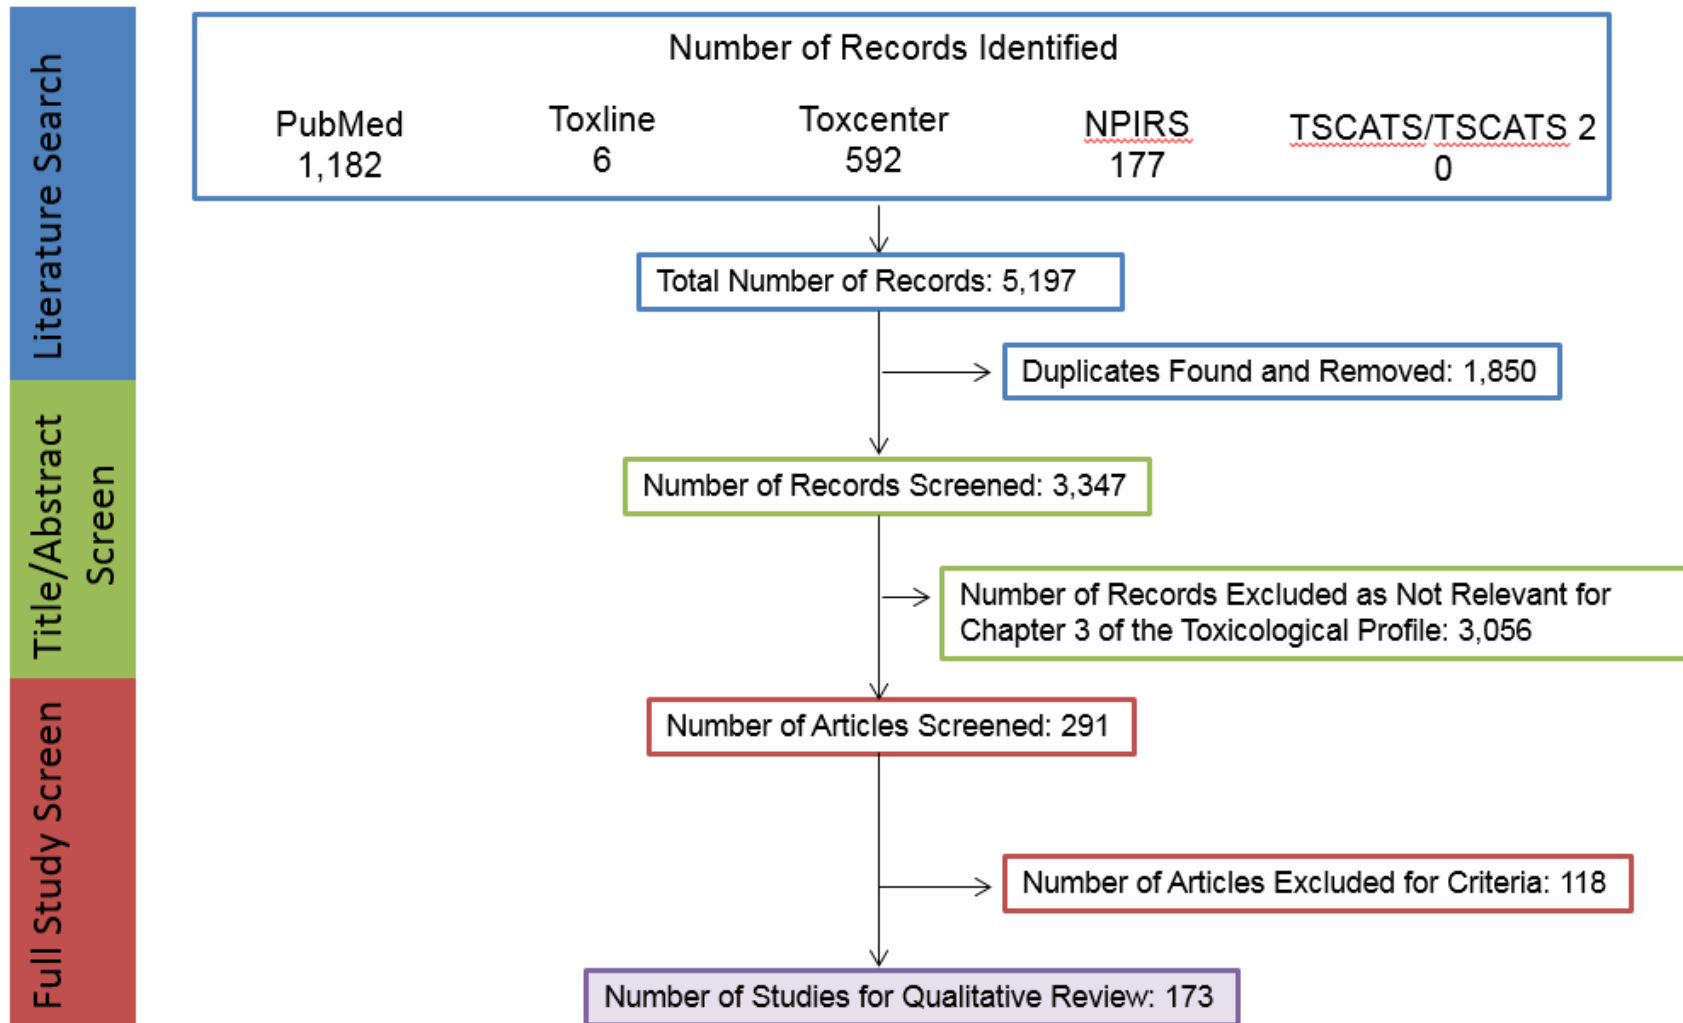 Literature Search
Number of Records Identified
PubMed
1,182
Toxline
6
Toxcenter
592
NPIRS
177
TSCATS/TSCATS 2
0
Total Number of Records: 5,197
Duplicates Found and Removed: 1,850
Title/Abstract
Screen
Number of Records Screened: 3,347
Number of Records Excluded as Not Relevant for
Chapter 3 of the Toxicological Profile: 3,056
Full Study Screen
Number of Articles Screened: 291
Number of Articles Excluded for Criteria: 118
Number of Studies for Qualitative Review: 173